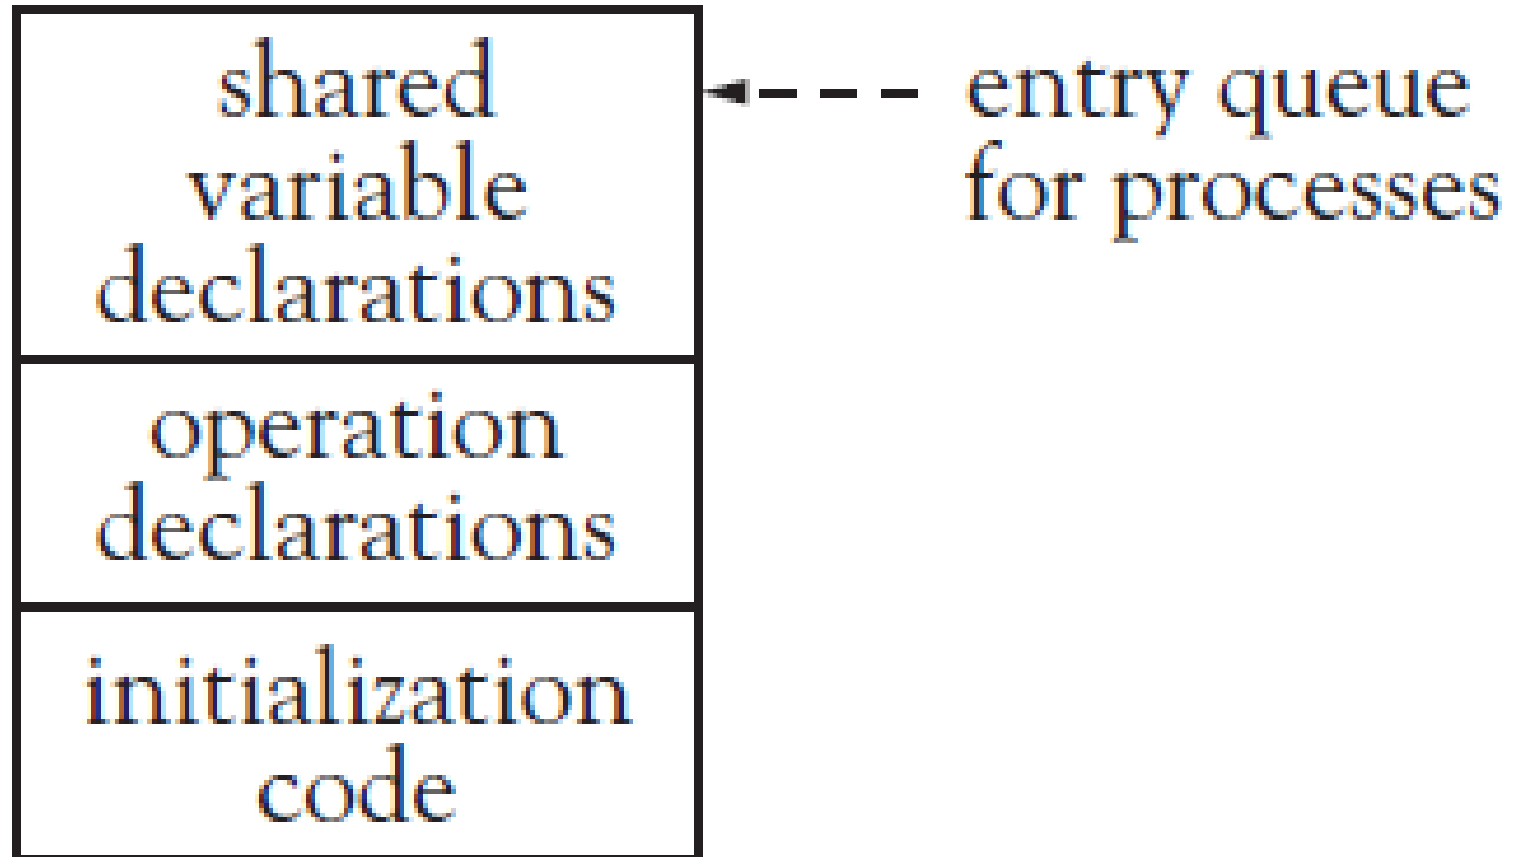 shared
variable
declarations
entry queue
for processes
operation
declarations
initialization
code